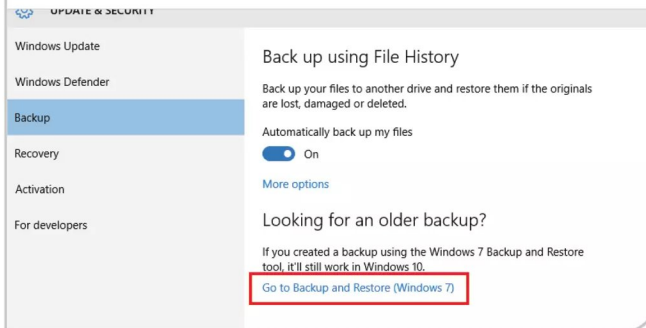 UPDATE & SECURITY
Windows Update
Windows Defender
Backup
Recovery
Activation
For developers
Back up using File History
Back up your files to another drive and restore them if the originals
are lost, damaged or deleted.
Automatically back up my files
On
More options
Looking for an older backup?
If you created a backup using the Windows 7 Backup and Restore
tool, it'll still work in Windows 10.
Go to Backup and Restore (Windows 7)